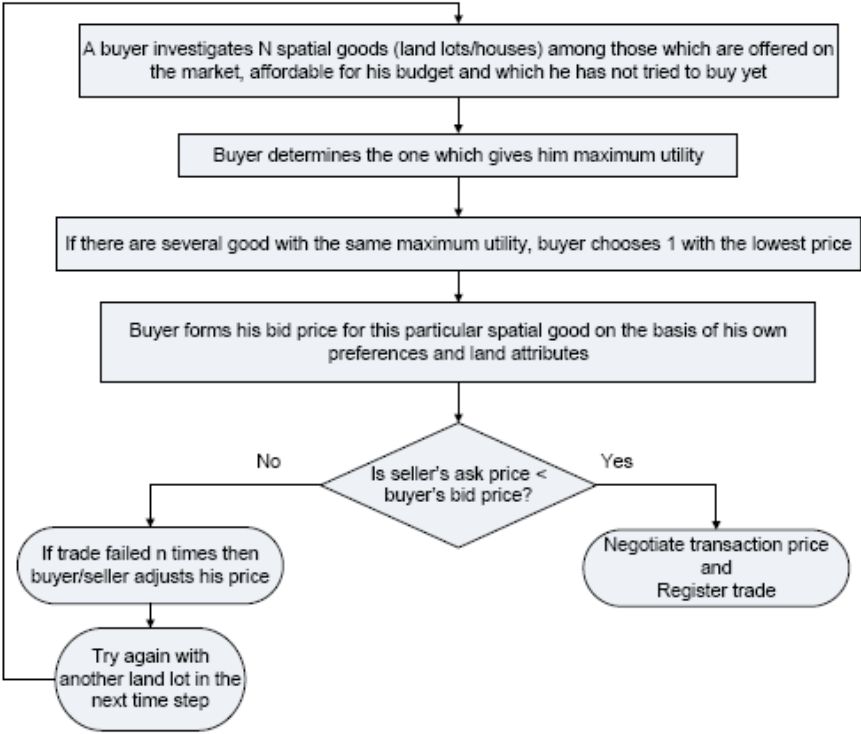 A buyer investigates N spatial goods (land lots/houses) among those which are offered on
the market, affordable for his budget and which he has not tried to buy yet
Buyer determines the one which gives him maximum utility
If there are several good with the same maximum utility, buyer chooses 1 with the lowest price
Buyer forms his bid price for this particular spatial good on the basis of his own
preferences and land attributes
Is seller's ask price <
buyer's bid price?
No
Yes
If trade failed n times then
buyer/seller adjusts his price
Negotiate transaction price
and
Register trade
Try again with
another land lot in the
next time step